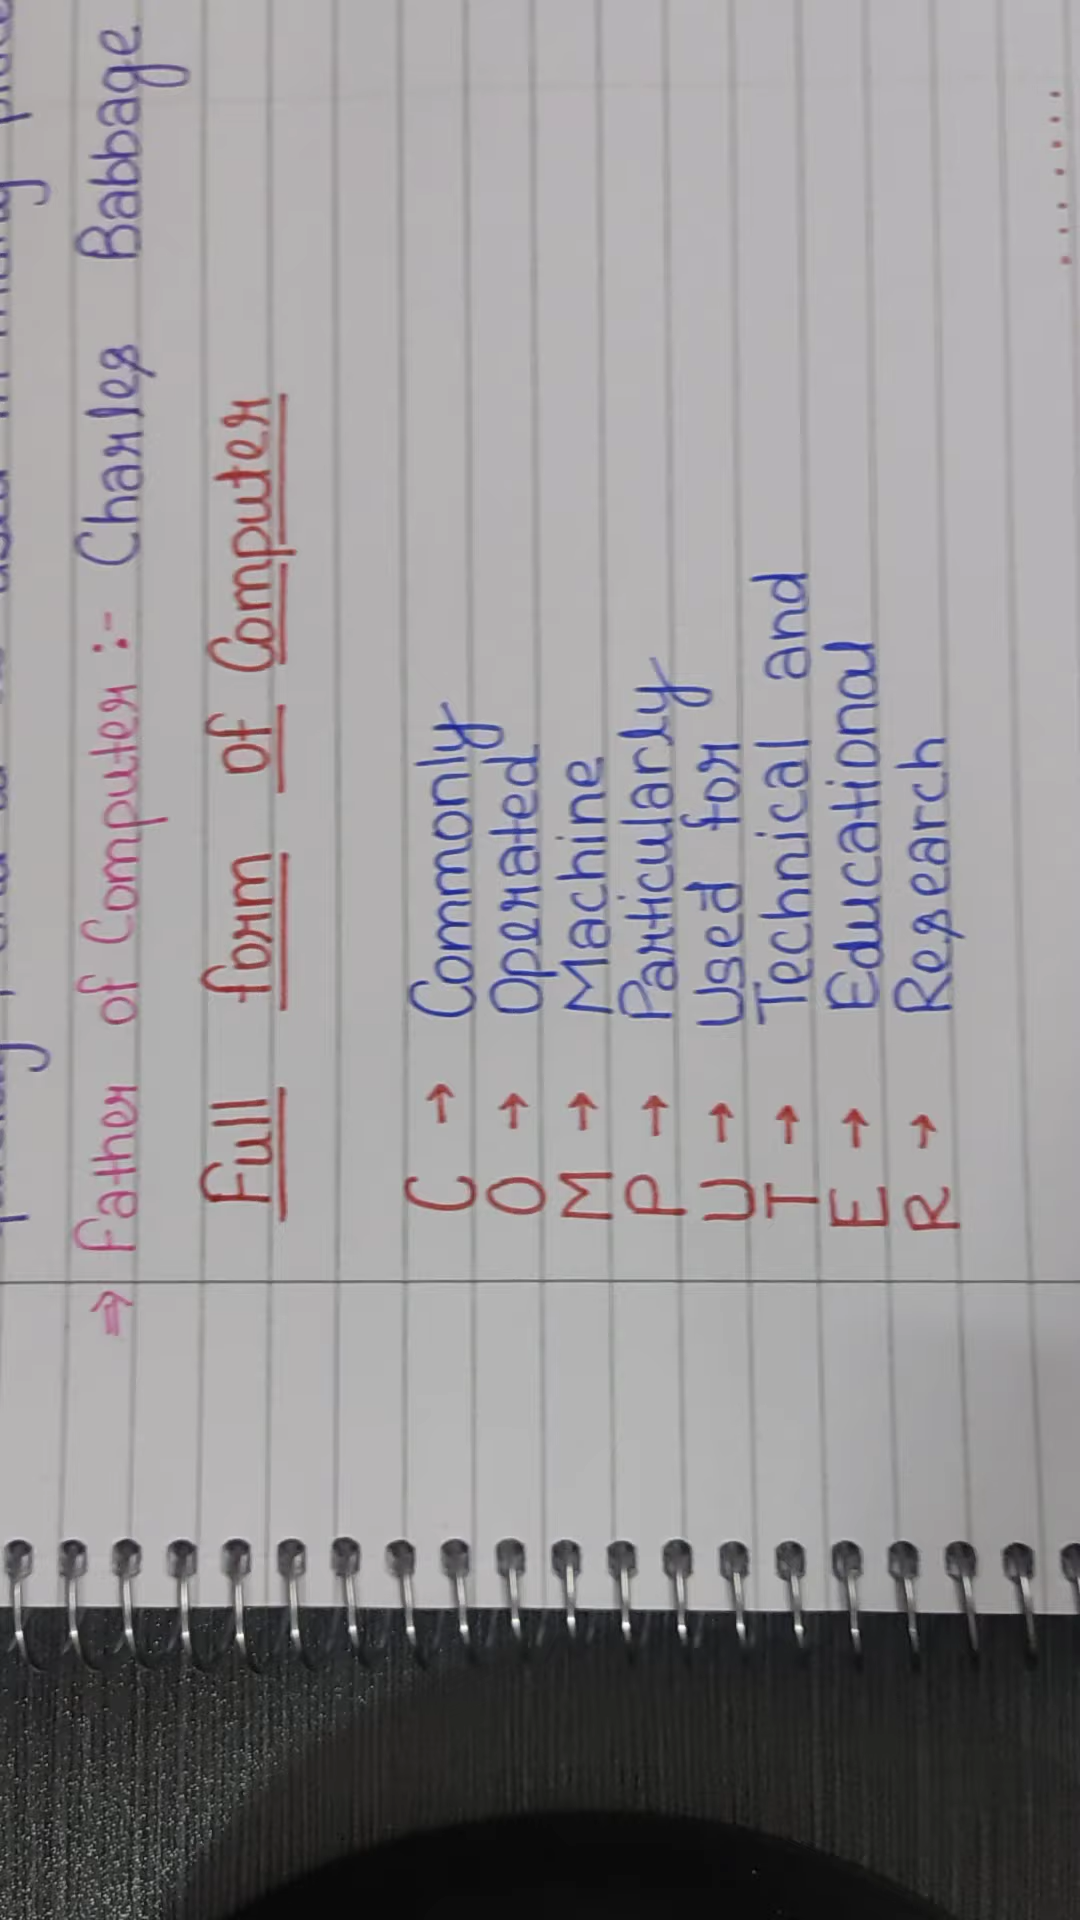 ⇒ Father of Computer :- Charles Babbage
Full form of Computer
C → Commonly
O → Operated
M → Machine
P → Particularly
U → Used for
T → Technical and
E → Educational
R → Research